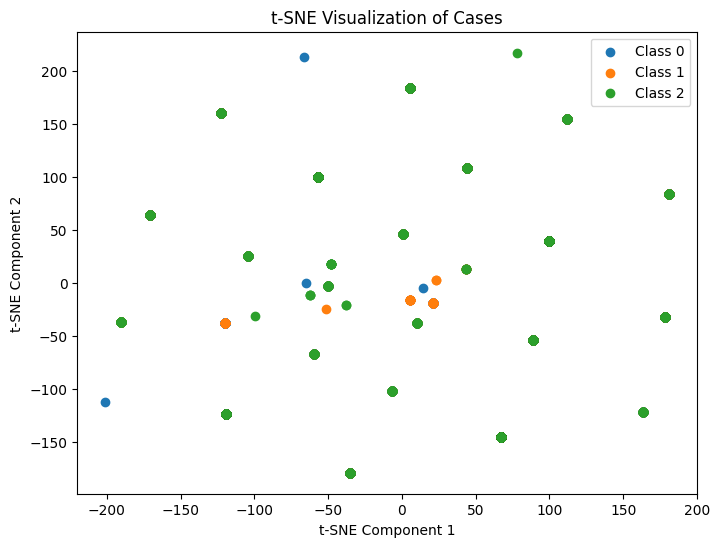 t-SNE Visualization of Cases
Class 0
Class 1
Class 2
200
150
100
50
0
−50
−100
−150
t-SNE Component 2
−200
−150
−100
−50
0
50
100
150
200
t-SNE Component 1